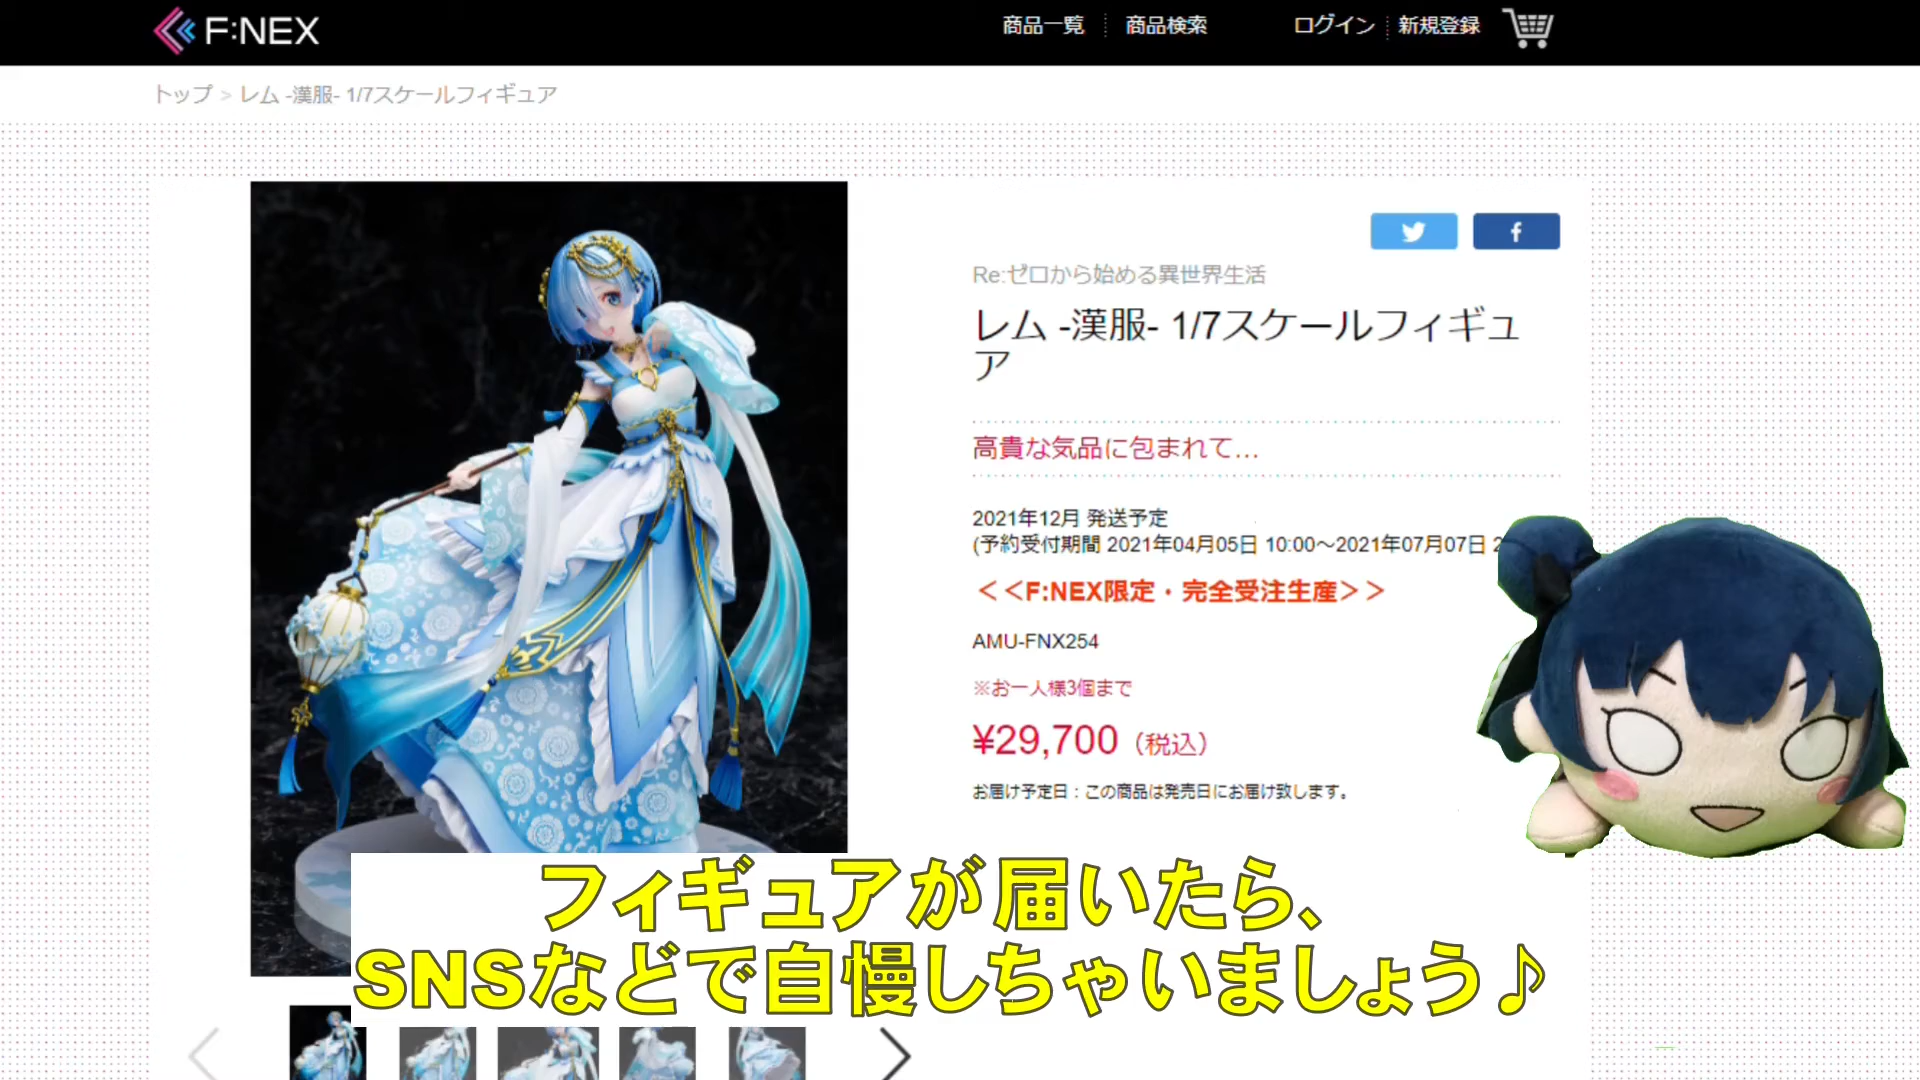 F:NEX
商品一覧
商品検索
ログイン
新規登録
トップ > レム -漢服- 1/7スケールフィギュア
Re:ゼロから始める異世界生活
レム -漢服- 1/7スケールフィギュ
ア
高貴な気品に包まれて…
2021年12月 発送予定
(予約受付期間 2021年04月05日 10:00～2021年07月07日 2
＜＜F:NEX限定・完全受注生産＞＞
AMU-FNX254
※お一人様3個まで
¥29,700（税込）
お届け予定日：この商品は発売日にお届け致します。
フィギュアが届いたら、
SNSなどで自慢しちゃいましょう♪